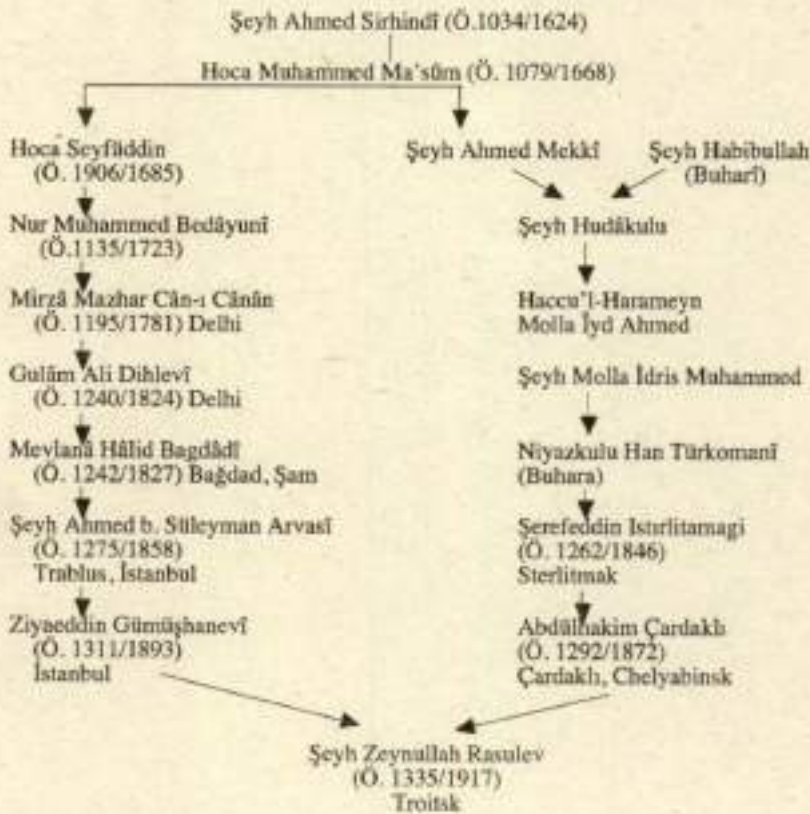 Şeyh Ahmed Sirhindî (Ö.1034/1624)
Hoca Muhammed Ma'sûm (Ö. 1079/1668)
Hoca Seyfüddin
(Ö. 1906/1685)
Şeyh Ahmed Mekkî
Şeyh Habibullah
(Buharî)
Nur Muhammed Bedâyunî
(Ö.1135/1723)
Şeyh Hudâkulu
Mirzâ Mazhar Cân-ı Cânân
(Ö. 1195/1781) Delhi
Haccu'l-Harameyn
Molla Îyd Ahmed
Gulâm Ali Dihlevî
(Ö. 1240/1824) Delhi
Şeyh Molla İdris Muhammed
Mevlanâ Hâlid Bagdâdî
(Ö. 1242/1827) Bağdad, Şam
Niyazkulu Han Türkomanî
(Buhara)
Şeyh Ahmed b. Süleyman Arvasî
(Ö. 1275/1858)
Trablus, İstanbul
Şerefeddin Istırlitamagi
(Ö. 1262/1846)
Sterlitmak
Ziyaeddin Gümüşhanevî
(Ö. 1311/1893)
İstanbul
Abdülhakim Çardaklı
(Ö. 1292/1872)
Çardaklı, Chelyabinsk
Şeyh Zeynullah Rasulev
(Ö. 1335/1917)
Troitsk